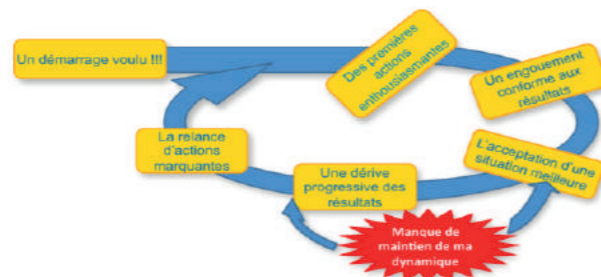 Un démarrage voulu !!!
Des premières
actions
enthousiasmantes
Un engouement
conforme aux
résultats
L'acceptation d'une
situation meilleure
Une dérive
progressive des
résultats
La relance
d'actions
marquantes
Manque de
maintien de ma
dynamique